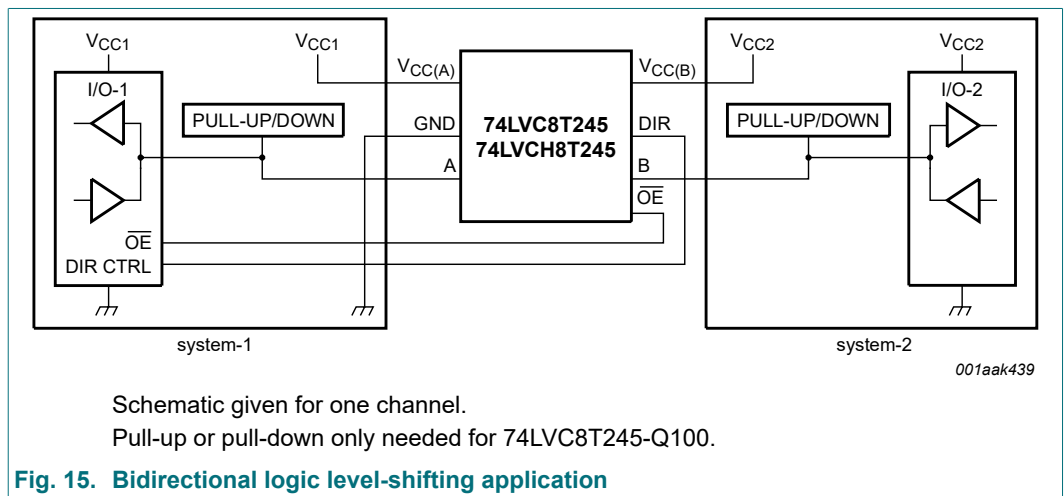 VCC1
VCC1
VCC2
VCC2
I/O-1
VCC(A)
VCC(B)
I/O-2
PULL-UP/DOWN
GND
74LVC8T245
74LVCH8T245
DIR
PULL-UP/DOWN
A
B
OE
OE
DIR CTRL
system-1
system-2
001aak439
Schematic given for one channel.
Pull-up or pull-down only needed for 74LVC8T245-Q100.
Fig. 15. Bidirectional logic level-shifting application